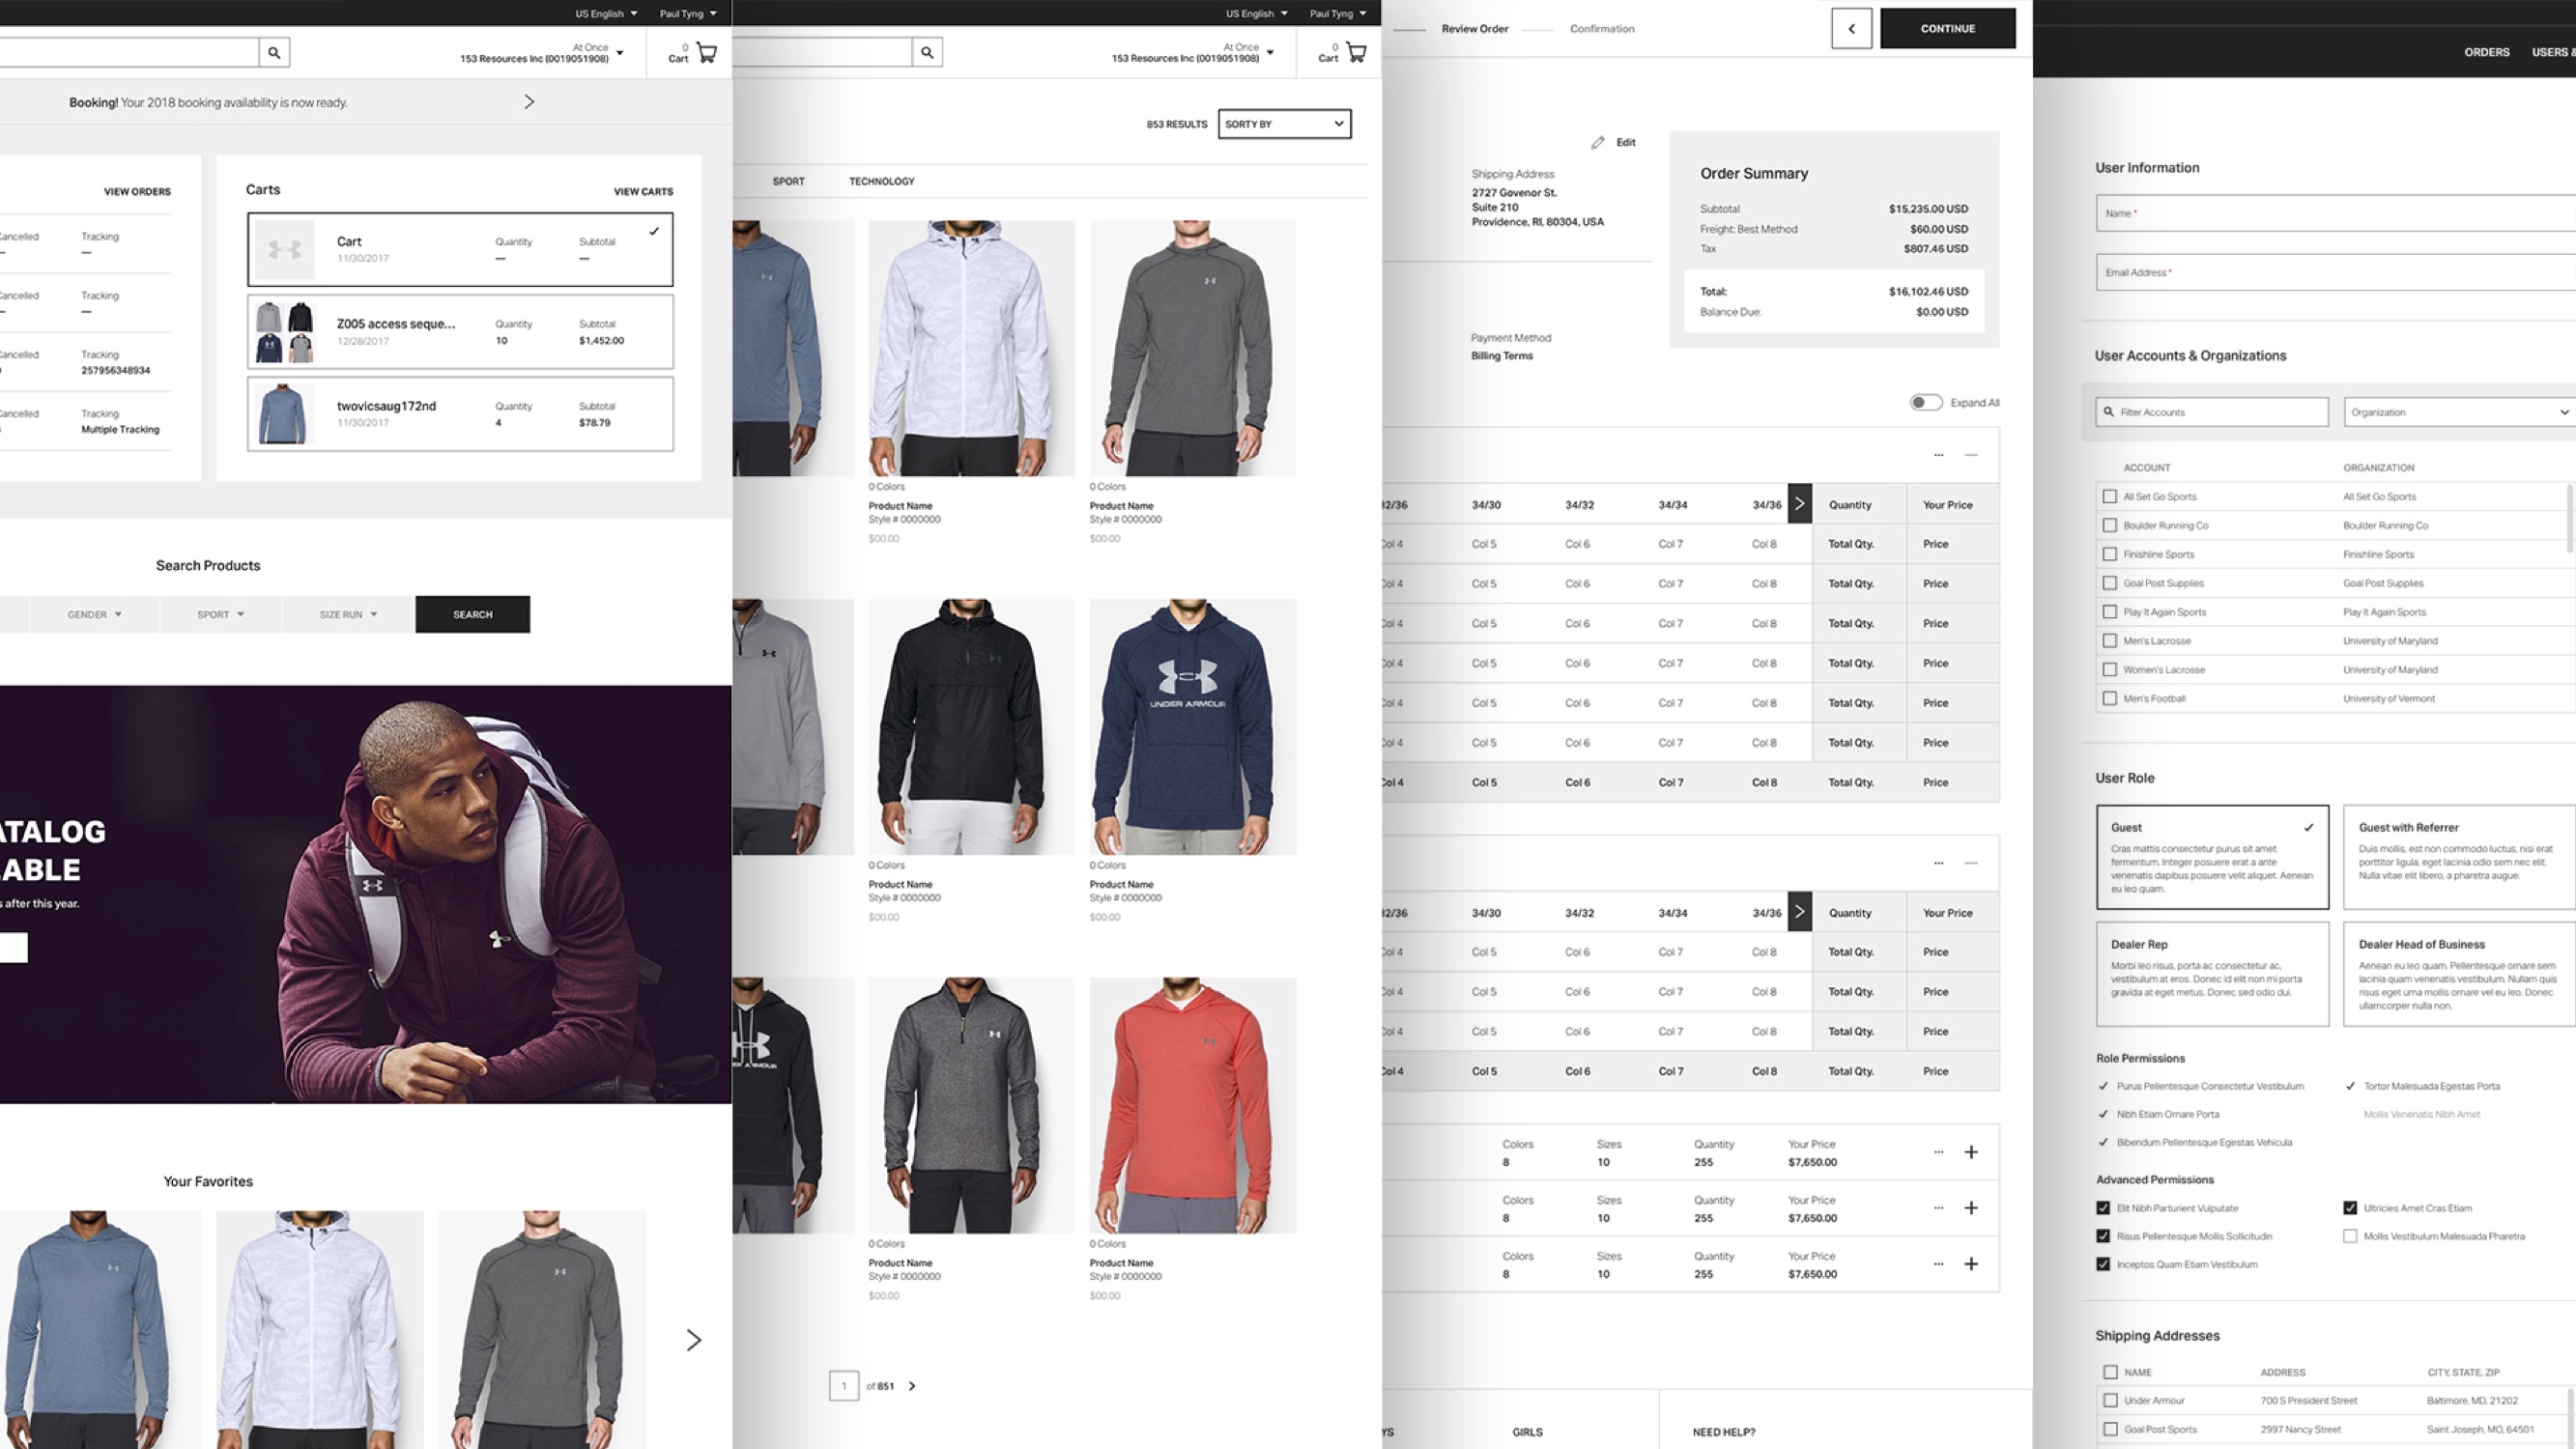 US English
Paul Tyng
At Once
153 Resources Inc (0019051908)
0
Cart
Booking! Your 2018 booking availability is now ready.
VIEW ORDERS
Cancelled
Tracking
—
—
Cancelled
Tracking
—
—
Cancelled
Tracking
257956348934
Cancelled
Tracking
Multiple Tracking
Carts
VIEW CARTS
Cart
11/30/2017
Quantity
—
Subtotal
—
Z005 access seque...
12/28/2017
Quantity
10
Subtotal
$1,452.00
twovicsaug172nd
11/30/2017
Quantity
4
Subtotal
$78.79
Search Products
GENDER
SPORT
SIZE RUN
SEARCH
ATALOG
ABLE
s after this year.
Your Favorites
US English
Paul Tyng
At Once
153 Resources Inc (0019051908)
0
Cart
853 RESULTS
SORTY BY
SPORT
TECHNOLOGY
0 Colors
Product Name
Style # 0000000
$00.00
0 Colors
Product Name
Style # 0000000
$00.00
UNDER ARMOUR
0 Colors
Product Name
Style # 0000000
$00.00
0 Colors
Product Name
Style # 0000000
$00.00
0 Colors
Product Name
Style # 0000000
$00.00
0 Colors
Product Name
Style # 0000000
$00.00
1 of 851
Review Order
Confirmation
CONTINUE
Edit
Shipping Address
2727 Govenor St.
Suite 210
Providence, RI, 80304, USA
Payment Method
Billing Terms
Order Summary
Subtotal $15,235.00 USD
Freight: Best Method $60.00 USD
Tax $807.46 USD
Total: $16,102.46 USD
Balance Due: $0.00 USD
Expand All
32/36 34/30 34/32 34/34 34/36 Quantity Your Price
Col 4 Col 5 Col 6 Col 7 Col 8 Total Qty. Price
Col 4 Col 5 Col 6 Col 7 Col 8 Total Qty. Price
Col 4 Col 5 Col 6 Col 7 Col 8 Total Qty. Price
Col 4 Col 5 Col 6 Col 7 Col 8 Total Qty. Price
Col 4 Col 5 Col 6 Col 7 Col 8 Total Qty. Price
Col 4 Col 5 Col 6 Col 7 Col 8 Total Qty. Price
Col 4 Col 5 Col 6 Col 7 Col 8 Total Qty. Price
32/36 34/30 34/32 34/34 34/36 Quantity Your Price
Col 4 Col 5 Col 6 Col 7 Col 8 Total Qty. Price
Col 4 Col 5 Col 6 Col 7 Col 8 Total Qty. Price
Col 4 Col 5 Col 6 Col 7 Col 8 Total Qty. Price
Col 4 Col 5 Col 6 Col 7 Col 8 Total Qty. Price
Colors Sizes Quantity Your Price
8 10 255 $7,650.00
Colors Sizes Quantity Your Price
8 10 255 $7,650.00
Colors Sizes Quantity Your Price
8 10 255 $7,650.00
YS
GIRLS
NEED HELP?
ORDERS
USERS &
User Information
Name *
Email Address *
User Accounts & Organizations
Filter Accounts
Organization
ACCOUNT ORGANIZATION
All Set Go Sports All Set Go Sports
Boulder Running Co Boulder Running Co
Finishline Sports Finishline Sports
Goal Post Supplies Goal Post Supplies
Play It Again Sports Play It Again Sports
Men's Lacrosse University of Maryland
Women's Lacrosse University of Maryland
Men's Football University of Vermont
User Role
Guest
Cras mattis consectetur purus sit amet
fermentum. Integer posuere erat a ante
venenatis dapibus posuere velit aliquet. Aenean
eu leo quam.
Guest with Referrer
Duis mollis, est non commodo luctus, nisi erat
porttitor ligula, eget lacinia odio sem nec elit.
Nulla vitae elit libero, a pharetra augue.
Dealer Rep
Morbi leo risus, porta ac consectetur ac,
vestibulum at eros. Donec id elit non mi porta
gravida at eget metus. Donec sed odio dui.
Dealer Head of Business
Aenean eu leo quam. Pellentesque ornare sem
lacinia quam venenatis vestibulum. Nullam quis
risus eget urna mollis ornare vel eu leo. Donec
ullamcorper nulla non.
Role Permissions
Purus Pellentesque Consectetur Vestibulum
Tortor Malesuada Egestas Porta
Nibh Etiam Ornare Porta
Mollis Venenatis Nibh Amet
Bibendum Pellentesque Egestas Vehicula
Advanced Permissions
Elit Nibh Parturient Vulputate
Ultricies Amet Cras Etiam
Risus Pellentesque Mollis Sollicitudin
Mollis Vestibulum Malesuada Pharetra
Inceptos Quam Etiam Vestibulum
Shipping Addresses
NAME ADDRESS CITY, STATE, ZIP
Under Armour 700 S President Street Baltimore, MD, 21202
Goal Post Sports 2997 Nancy Street Saint Joseph, MO, 64501